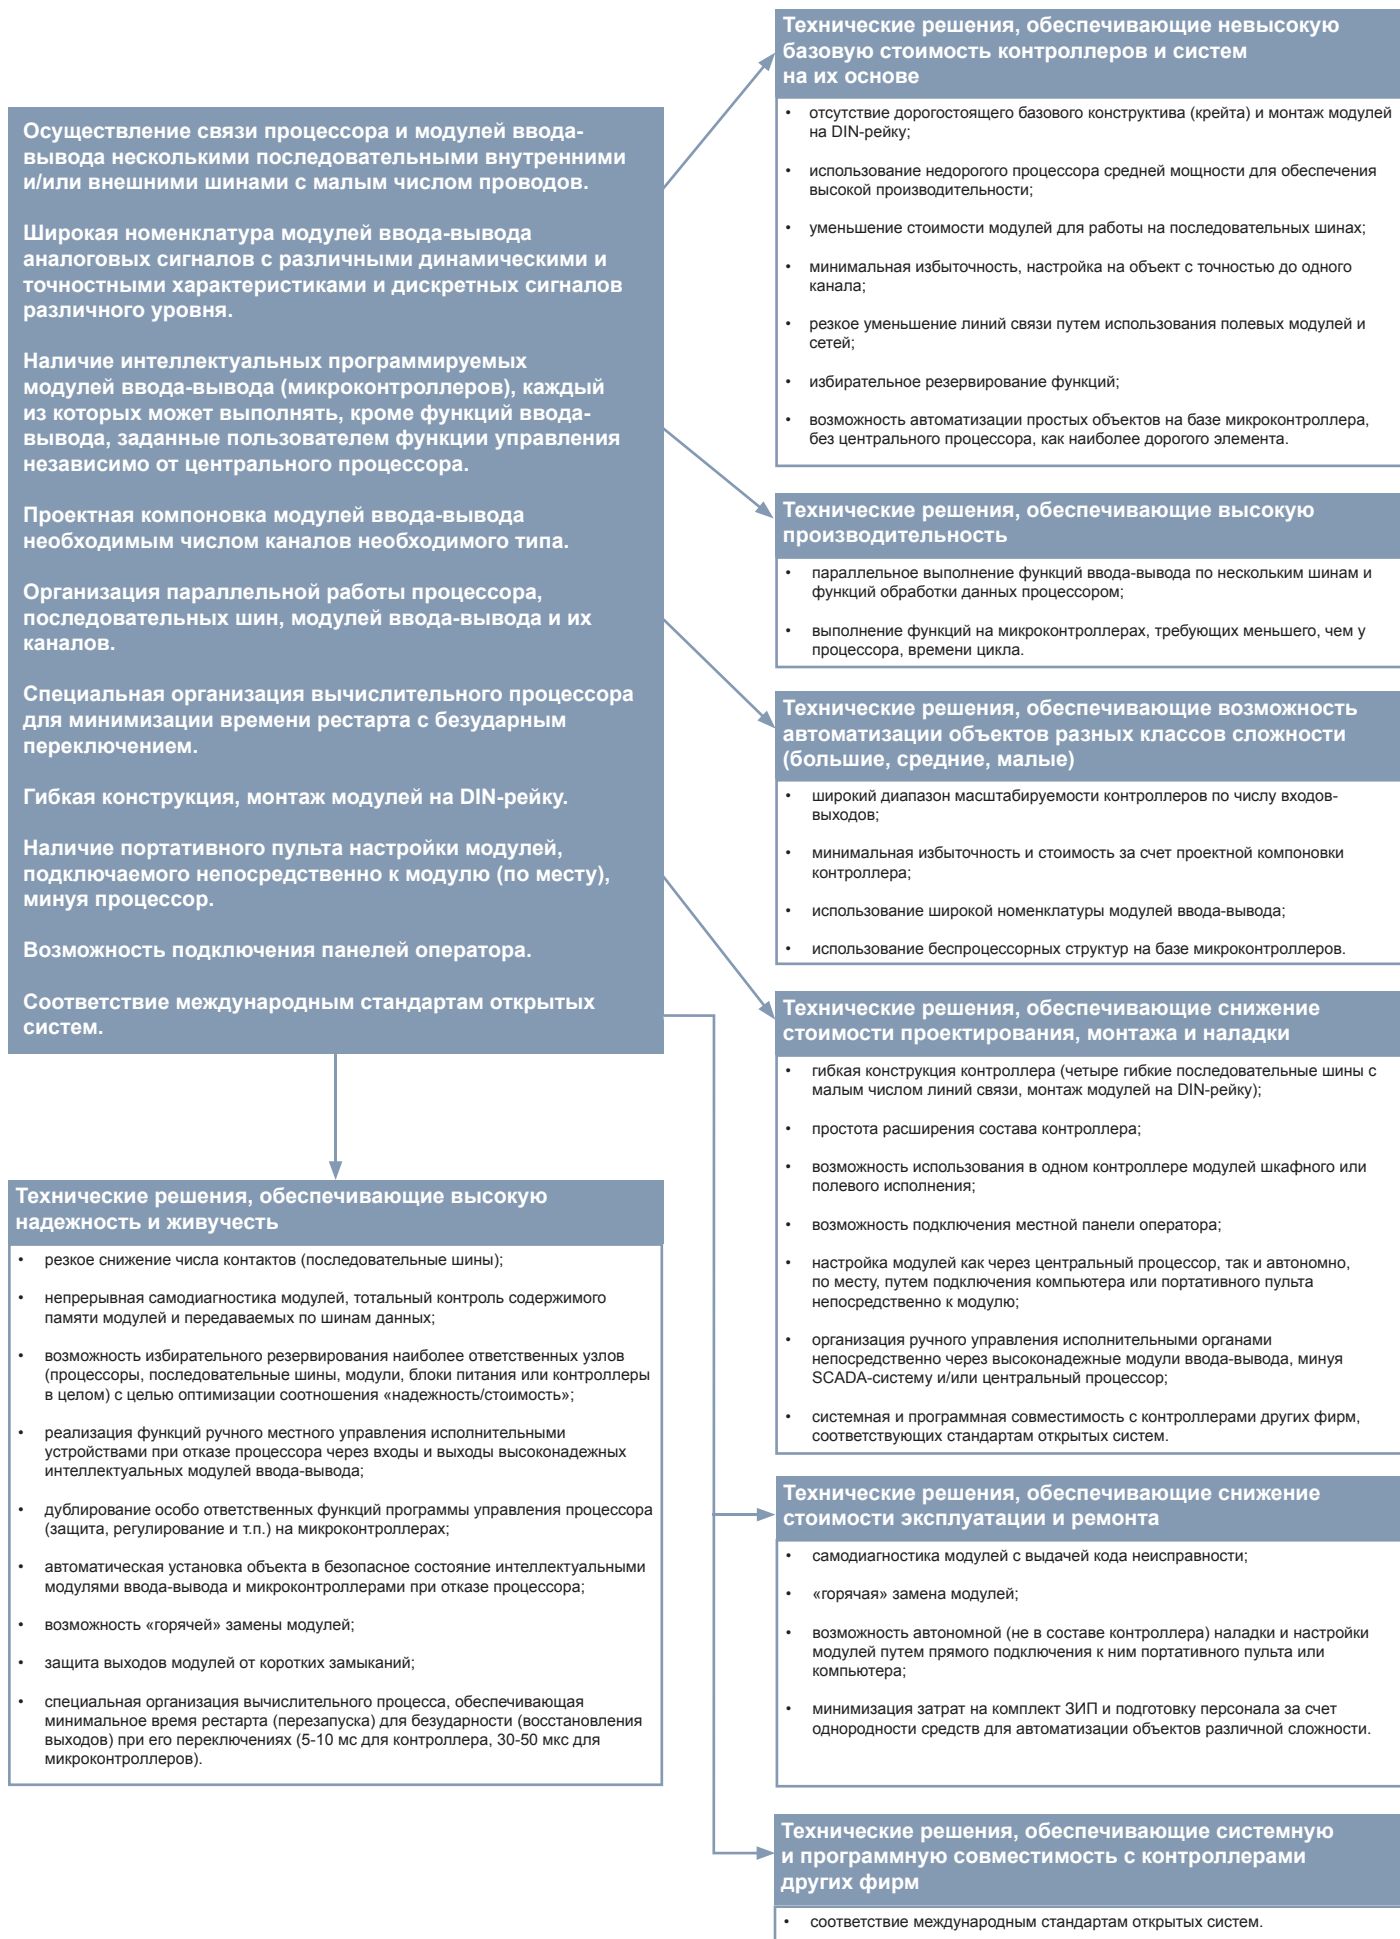 Осуществление связи процессора и модулей ввода-
вывода несколькими последовательными внутренними
и/или внешними шинами с малым числом проводов.
Широкая номенклатура модулей ввода-вывода
аналоговых сигналов с различными динамическими и
точностными характеристиками и дискретных сигналов
различного уровня.
Наличие интеллектуальных программируемых
модулей ввода-вывода (микроконтроллеров), каждый
из которых может выполнять, кроме функций ввода-
вывода, заданные пользователем функции управления
независимо от центрального процессора.
Проектная компоновка модулей ввода-вывода
необходимым числом каналов необходимого типа.
Организация параллельной работы процессора,
последовательных шин, модулей ввода-вывода и их
каналов.
Специальная организация вычислительного процессора
для минимизации времени рестарта с безударным
переключением.
Гибкая конструкция, монтаж модулей на DIN-рейку.
Наличие портативного пульта настройки модулей,
подключаемого непосредственно к модулю (по месту),
минуя процессор.
Возможность подключения панелей оператора.
Соответствие международным стандартам открытых
систем.
Технические решения, обеспечивающие высокую
надежность и живучесть
• резкое снижение числа контактов (последовательные шины);
• непрерывная самодиагностика модулей, тотальный контроль содержимого
памяти модулей и передаваемых по шинам данных;
• возможность избирательного резервирования наиболее ответственных узлов
(процессоры, последовательные шины, модули, блоки питания или контроллеры
в целом) с целью оптимизации соотношения «надежность/стоимость»;
• реализация функций ручного местного управления исполнительными
устройствами при отказе процессора через входы и выходы высоконадежных
интеллектуальных модулей ввода-вывода;
• дублирование особо ответственных функций программы управления процессора
(защита, регулирование и т.п.) на микроконтроллерах;
• автоматическая установка объекта в безопасное состояние интеллектуальными
модулями ввода-вывода и микроконтроллерами при отказе процессора;
• возможность «горячей» замены модулей;
• защита выходов модулей от коротких замыканий;
• специальная организация вычислительного процесса, обеспечивающая
минимальное время рестарта (перезапуска) для безударности (восстановления
выходов) при его переключениях (5-10 мс для контроллера, 30-50 мкс для
микроконтроллеров).
Технические решения, обеспечивающие невысокую
базовую стоимость контроллеров и систем
на их основе
• отсутствие дорогостоящего базового конструктива (крейта) и монтаж модулей
на DIN-рейку;
• использование недорогого процессора средней мощности для обеспечения
высокой производительности;
• уменьшение стоимости модулей для работы на последовательных шинах;
• минимальная избыточность, настройка на объект с точностью до одного
канала;
• резкое уменьшение линий связи путем использования полевых модулей и
сетей;
• избирательное резервирование функций;
• возможность автоматизации простых объектов на базе микроконтроллера,
без центрального процессора, как наиболее дорогого элемента.
Технические решения, обеспечивающие высокую
производительность
• параллельное выполнение функций ввода-вывода по нескольким шинам и
функций обработки данных процессором;
• выполнение функций на микроконтроллерах, требующих меньшего, чем у
процессора, времени цикла.
Технические решения, обеспечивающие возможность
автоматизации объектов разных классов сложности
(большие, средние, малые)
• широкий диапазон масштабируемости контроллеров по числу входов-
выходов;
• минимальная избыточность и стоимость за счет проектной компоновки
контроллера;
• использование широкой номенклатуры модулей ввода-вывода;
• использование беспроцессорных структур на базе микроконтроллеров.
Технические решения, обеспечивающие снижение
стоимости проектирования, монтажа и наладки
• гибкая конструкция контроллера (четыре гибкие последовательные шины с
малым числом линий связи, монтаж модулей на DIN-рейку);
• простота расширения состава контроллера;
• возможность использования в одном контроллере модулей шкафного или
полевого исполнения;
• возможность подключения местной панели оператора;
• настройка модулей как через центральный процессор, так и автономно,
по месту, путем подключения компьютера или портативного пульта
непосредственно к модулю;
• организация ручного управления исполнительными органами
непосредственно через высоконадежные модули ввода-вывода, минуя
SCADA-систему и/или центральный процессор;
• системная и программная совместимость с контроллерами других фирм,
соответствующих стандартам открытых систем.
Технические решения, обеспечивающие снижение
стоимости эксплуатации и ремонта
• самодиагностика модулей с выдачей кода неисправности;
• «горячая» замена модулей;
• возможность автономной (не в составе контроллера) наладки и настройки
модулей путем прямого подключения к ним портативного пульта или
компьютера;
• минимизация затрат на комплект ЗИП и подготовку персонала за счет
однородности средств для автоматизации объектов различной сложности.
Технические решения, обеспечивающие системную
и программную совместимость с контроллерами
других фирм
• соответствие международным стандартам открытых систем.